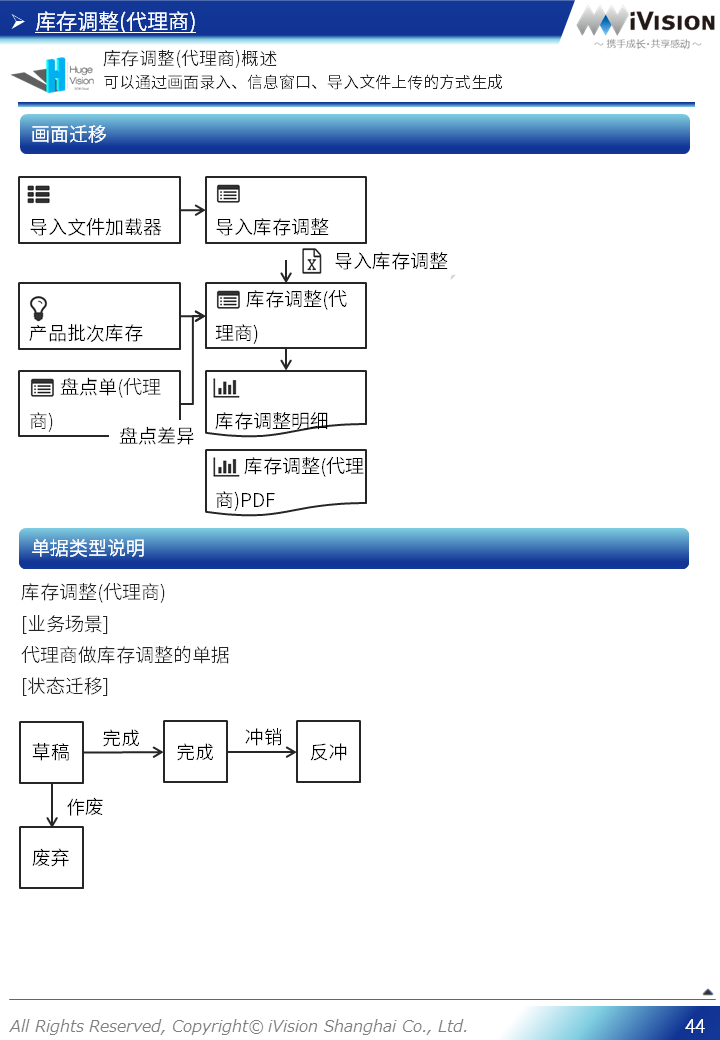 库存调整(代理商)
iVISION
～ 携手成长·共享感动 ～
Huge
Vision
库存调整(代理商)概述
可以通过画面录入、信息窗口、导入文件上传的方式生成
画面迁移
导入文件加载器
导入库存调整
导入库存调整
产品批次库存
库存调整(代
理商)
盘点单(代理
商)
盘点差异
库存调整明细
库存调整(代理
商)PDF
单据类型说明
库存调整(代理商)
[业务场景]
代理商做库存调整的单据
[状态迁移]
草稿
完成
完成
冲销
反冲
作废
废弃
All Rights Reserved, Copyright© iVision Shanghai Co., Ltd.
44